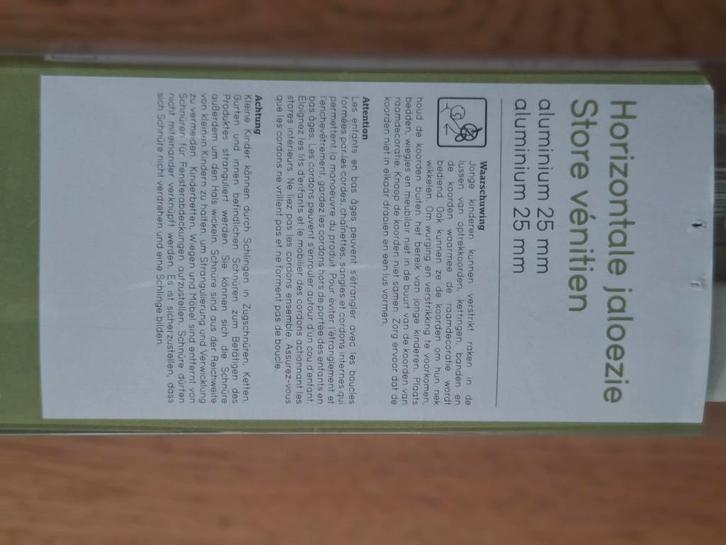 Horizontale jaloezie
Store vénitien
aluminium 25 mm
aluminium 25 mm
Waarschuwing
Jonge kinderen kunnen verstrikt raken in de
lussen van optrekkoorden, kettingen, banden en
de koorden waarmee de raamdecoratie wordt
bediend. Ook kunnen ze de koorden om hun nek
wikkelen. Om wurging en verstrikking te voorkomen,
houd de koorden buiten het bereik van jonge kinderen. Plaats
bedden, wiegjes en meubilair niet in de buurt van de koorden van
raamdecoratie. Knoop de koorden niet samen. Zorg ervoor dat de
koorden niet in elkaar draaien en een lus vormen.
Attention
Les enfants en bas âges peuvent s'étrangler avec les boucles
formées par les cordes, chaînettes, sangles et cordons internes qui
permettent la manoeuvre du produit. Pour éviter l'étranglement et
l'enchevêtrement, gardez les cordons hors de portée des enfants en
bas âges. Les cordons peuvent s'enrouler autour d'un cou d'enfant.
Éloignez les lits d'enfants et le mobilier des cordons actionnant les
stores intérieurs. Ne liez pas les cordons ensemble. Assurez-vous
que les cordons ne vrillent pas et ne forment pas de boucle.
Achtung
Kleine Kinder können durch Schlingen in Zugschnüren, Ketten,
Gurten und innen befindlichen Schnüren zum Betätigen des
Produktes stranguliert werden. Sie können sich die Schnüre
außerdem um den Hals wickeln. Schnüre sind aus der Reichweite
von kleinen Kindern zu halten, um Strangulierung und Verwicklung
zu vermeiden. Kinderbetten, Wiegen und Möbel sind entfernt von
Schnüren für Fensterabdeckungen aufzustellen. Schnüre dürfen
nicht miteinander verknüpft werden. Es ist sicherzustellen, dass
sich Schnüre nicht verdrehen und eine Schlinge bilden.